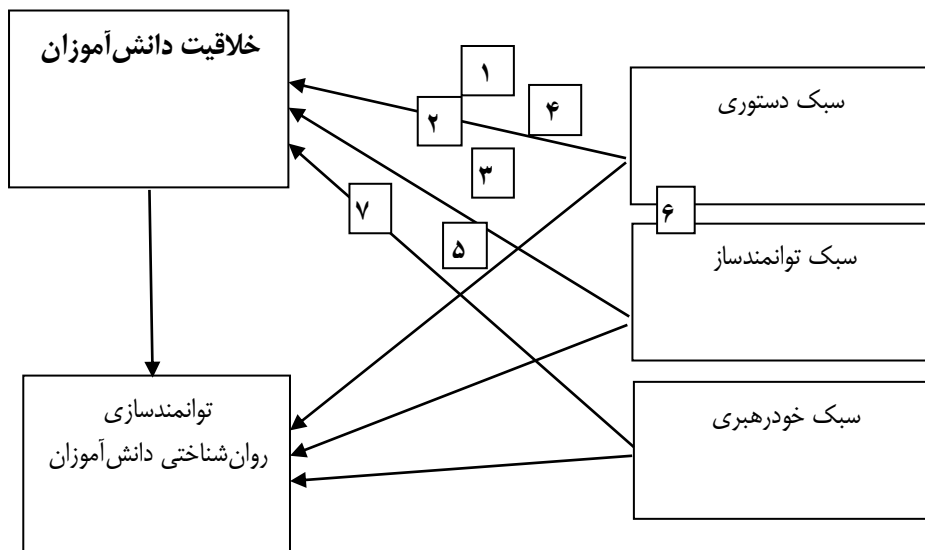 خلاقیت دانش‌آموزان
۱
۴
۲
۳
۷
۵
۶
سبک دستوری
سبک توانمندساز
سبک خودرهبری
توانمندسازی
روان‌شناختی دانش‌آموزان